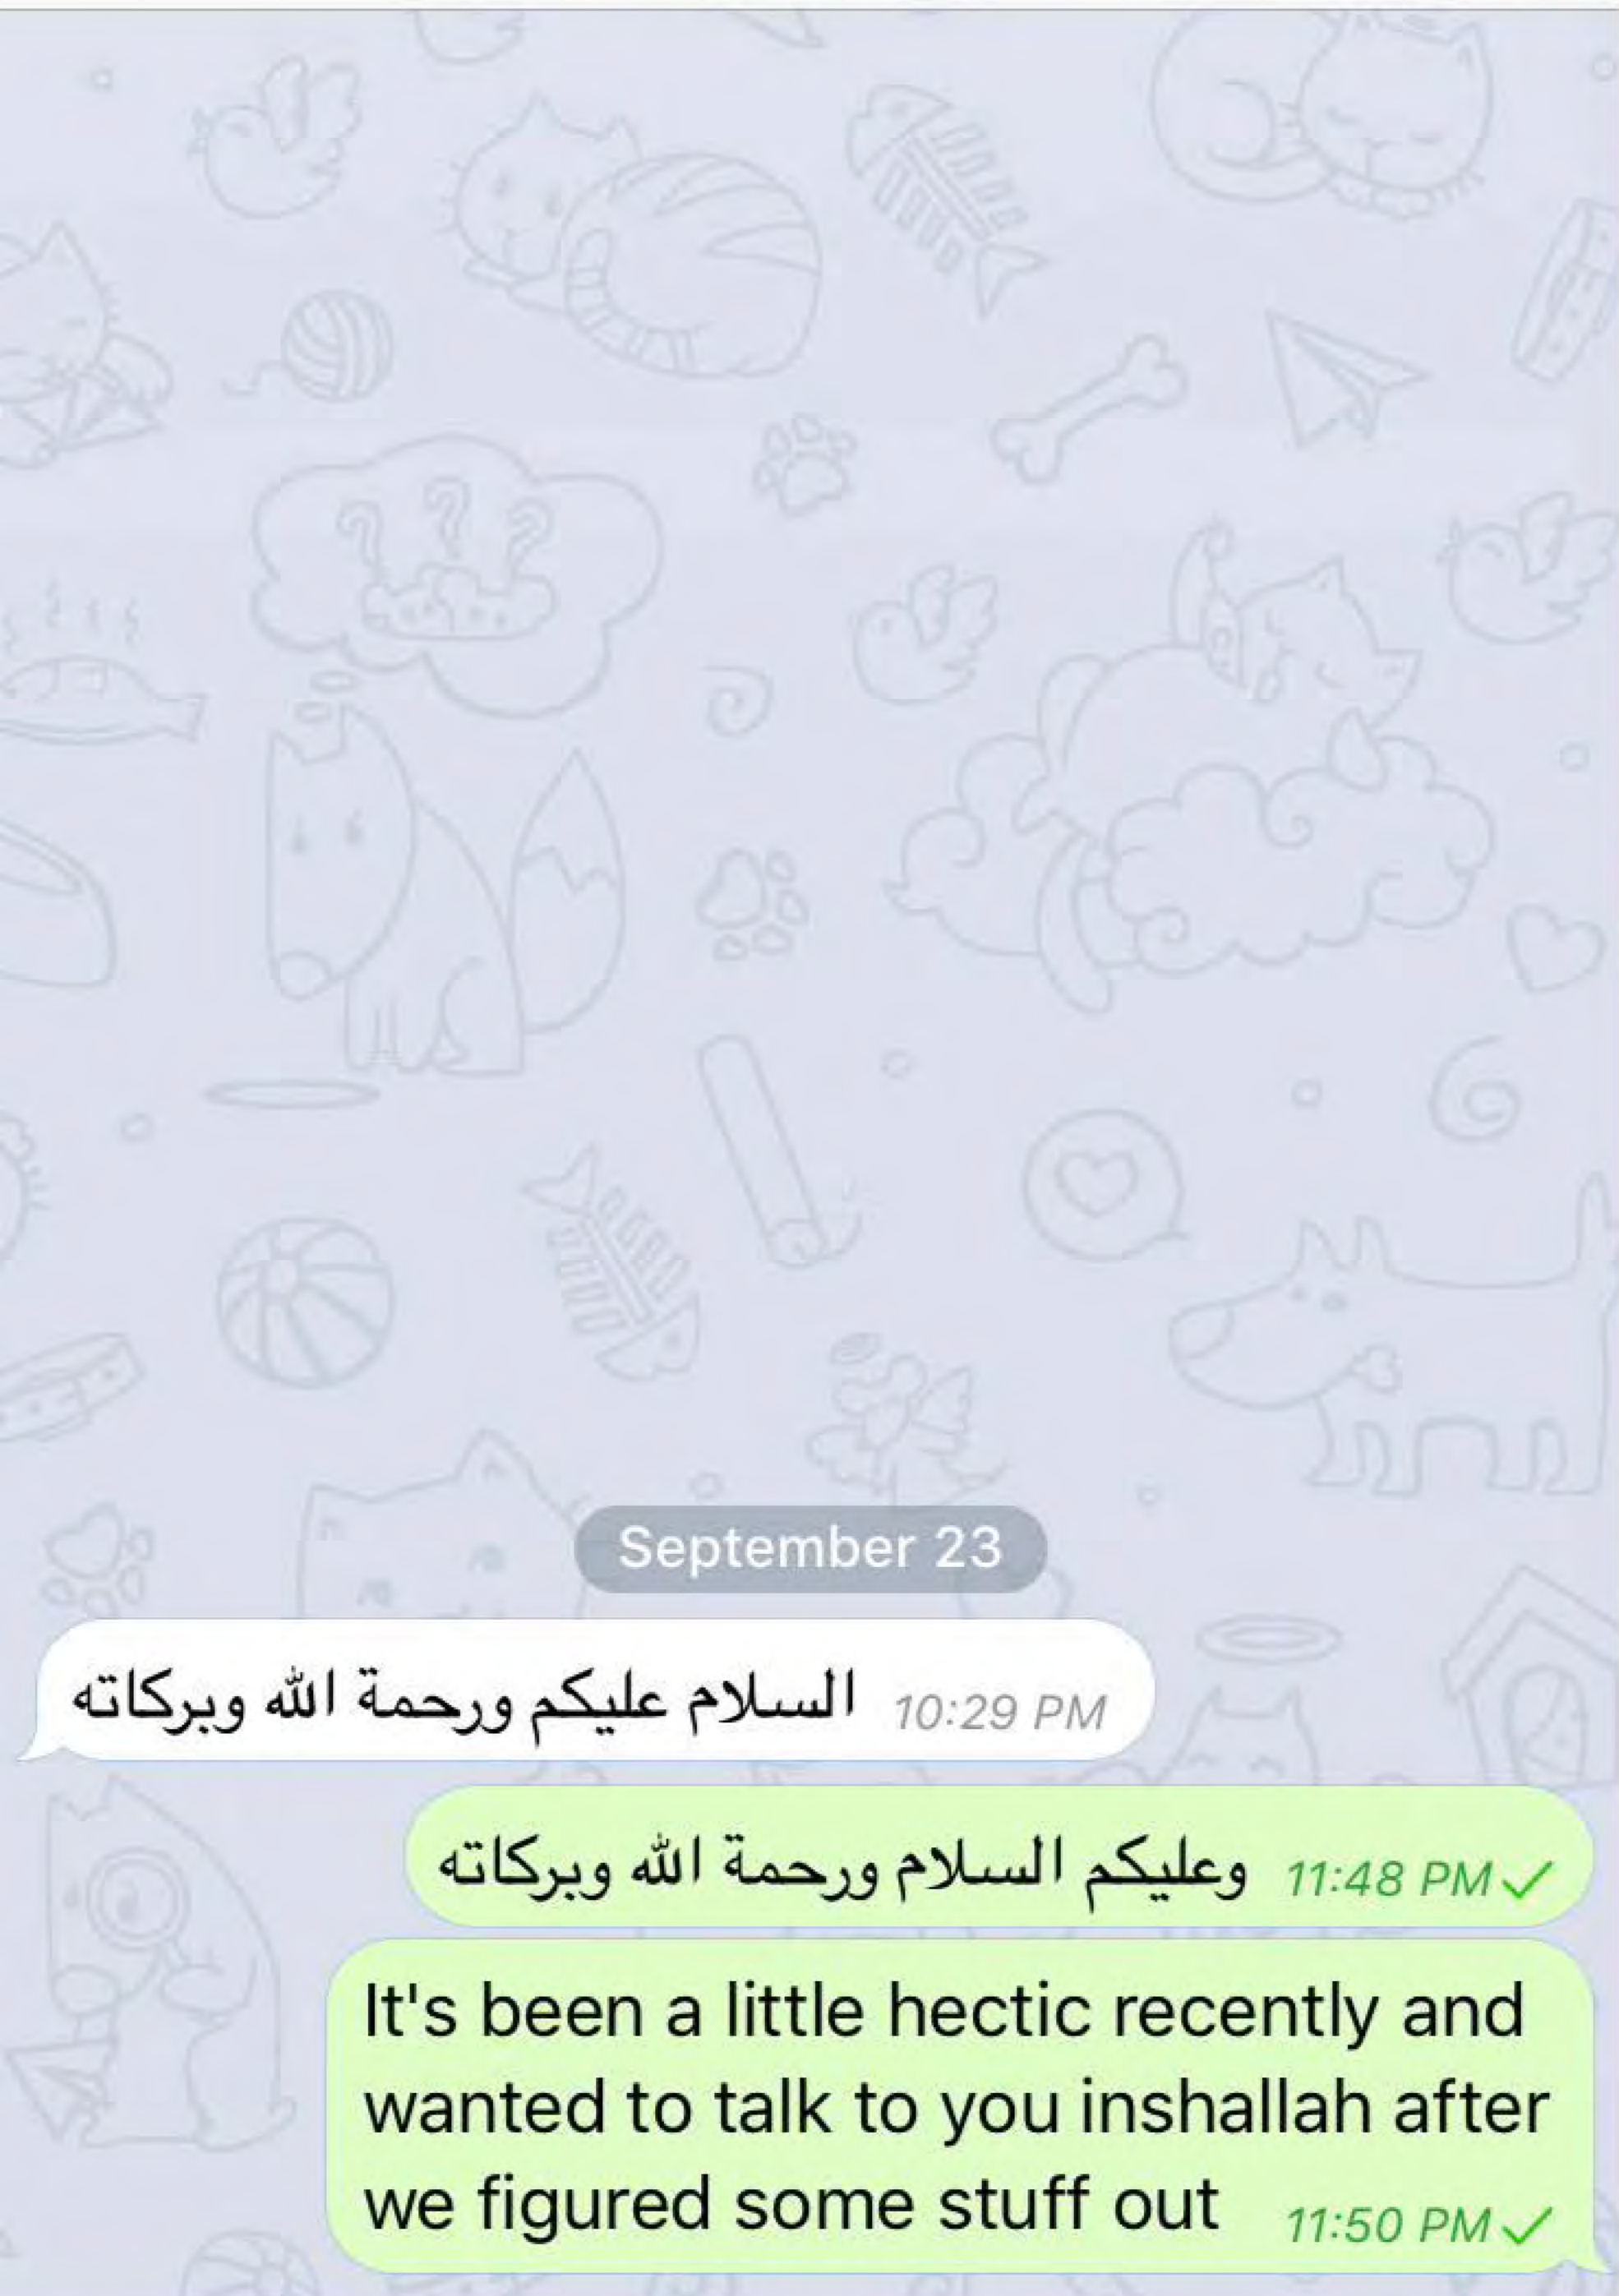 September 23
السلام عليكم ورحمة الله وبركاته 10:29 PM
وعليكم السلام ورحمة الله وبركاته 11:48 PM
It's been a little hectic recently and
wanted to talk to you inshallah after
we figured some stuff out 11:50 PM